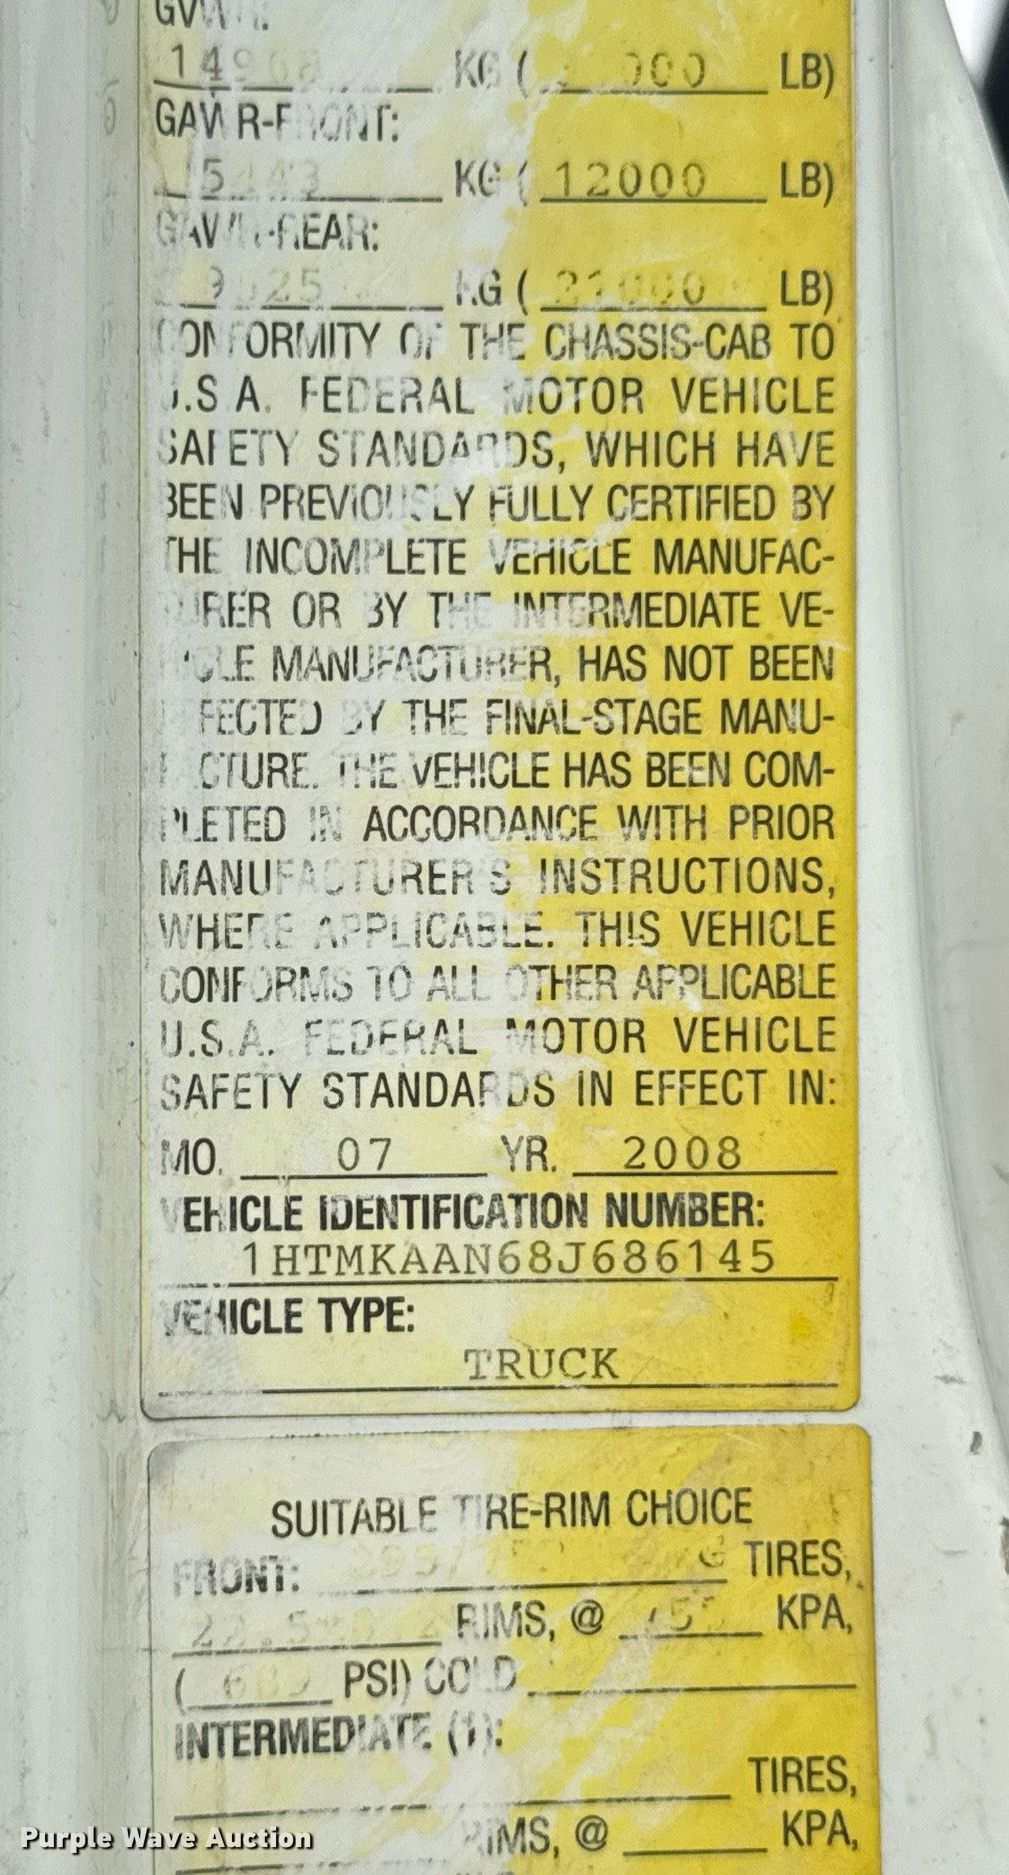 GVWR:
KG ( 000 LB)
GAWR-FRONT:
KG ( 12000 LB)
GAWR-REAR:
9525 KG ( 21000 LB)
CONFORMITY OF THE CHASSIS-CAB TO
U.S.A. FEDERAL MOTOR VEHICLE
SAFETY STANDARDS, WHICH HAVE
BEEN PREVIOUSLY FULLY CERTIFIED BY
THE INCOMPLETE VEHICLE MANUFAC-
TURER OR BY THE INTERMEDIATE VE-
HICLE MANUFACTURER, HAS NOT BEEN
AFFECTED BY THE FINAL-STAGE MANU-
FACTURE. THE VEHICLE HAS BEEN COM-
PLETED IN ACCORDANCE WITH PRIOR
MANUFACTURER'S INSTRUCTIONS,
WHERE APPLICABLE. THIS VEHICLE
CONFORMS TO ALL OTHER APPLICABLE
U.S.A. FEDERAL MOTOR VEHICLE
SAFETY STANDARDS IN EFFECT IN:
MO. 07 YR. 2008
VEHICLE IDENTIFICATION NUMBER:
1HTMKAAN68J686145
VEHICLE TYPE:
TRUCK
SUITABLE TIRE-RIM CHOICE
FRONT: TIRES,
RIMS, @ KPA,
( PSI) COLD
INTERMEDIATE (1):
TIRES,
RIMS, @ KPA,
Purple Wave Auction